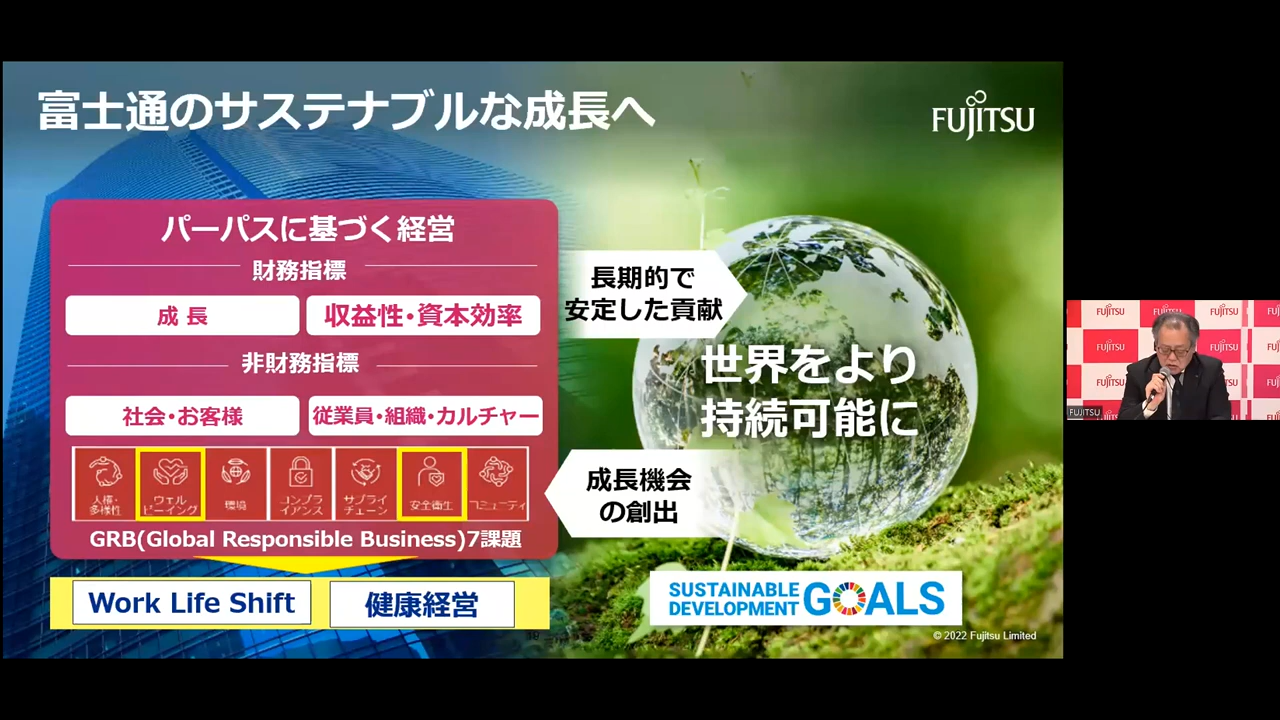 富士通のサステナブルな成長へ
FUJITSU
パーパスに基づく経営
財務指標
成 長
収益性・資本効率
非財務指標
社会・お客様
従業員・組織・カルチャー
人権・
多様性
ウェル
ビーイング
環境
コンプラ
イアンス
サプライ
チェーン
安全衛生
コミュニティ
GRB(Global Responsible Business)7課題
Work Life Shift
健康経営
長期的で
安定した貢献
世界をより
持続可能に
成長機会
の創出
SUSTAINABLE
DEVELOPMENT
GOALS
© 2022 Fujitsu Limited
18
FUJITSU
FUJITSU
FUJITSU
FUJITSU
FUJITSU
FUJITSU
FUJITSU